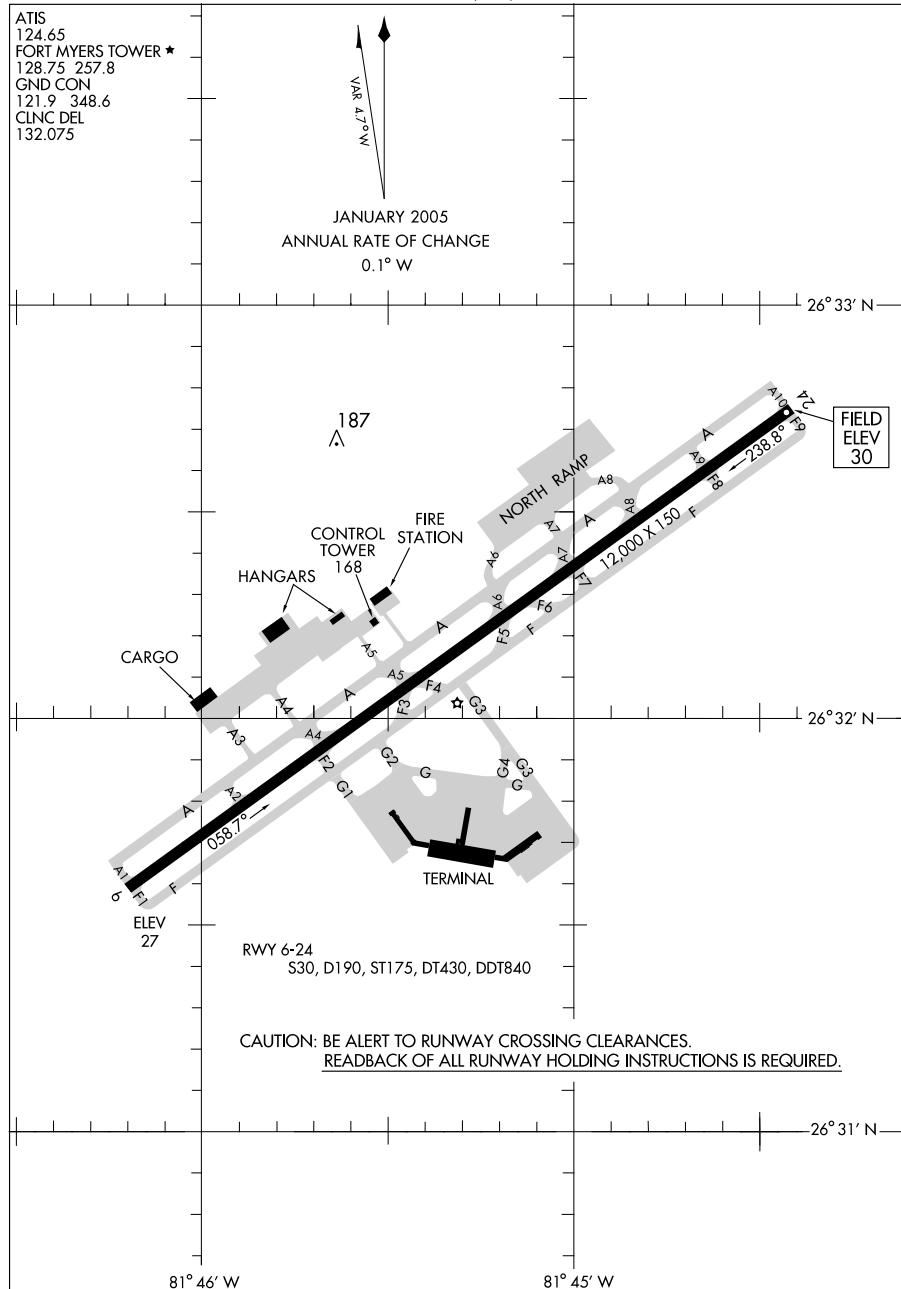 ATIS
124.65
FORT MYERS TOWER ★
128.75 257.8
GND CON
121.9 348.6
CLNC DEL
132.075
VAR 4.7° W
JANUARY 2005
ANNUAL RATE OF CHANGE
0.1° W
26° 33' N
187
A10
24
F9
FIELD
ELEV
30
A
A9
238.8°
F8
NORTH RAMP
A8
A8
F
A7
A
12,000 X 150
A7
F7
FIRE
STATION
CONTROL
TOWER
168
HANGARS
A6
A6
F6
F5
F
A
A5
CARGO
A5
F4
A
A4
F3
G3
A3
A4
26° 32' N
F2
G2
G
G4
G3
G
G1
A2
A
058.7°
TERMINAL
A1
F1
F
6
ELEV
27
RWY 6-24
S30, D190, ST175, DT430, DDT840
CAUTION: BE ALERT TO RUNWAY CROSSING CLEARANCES.
READBACK OF ALL RUNWAY HOLDING INSTRUCTIONS IS REQUIRED.
26° 31' N
81° 46' W
81° 45' W